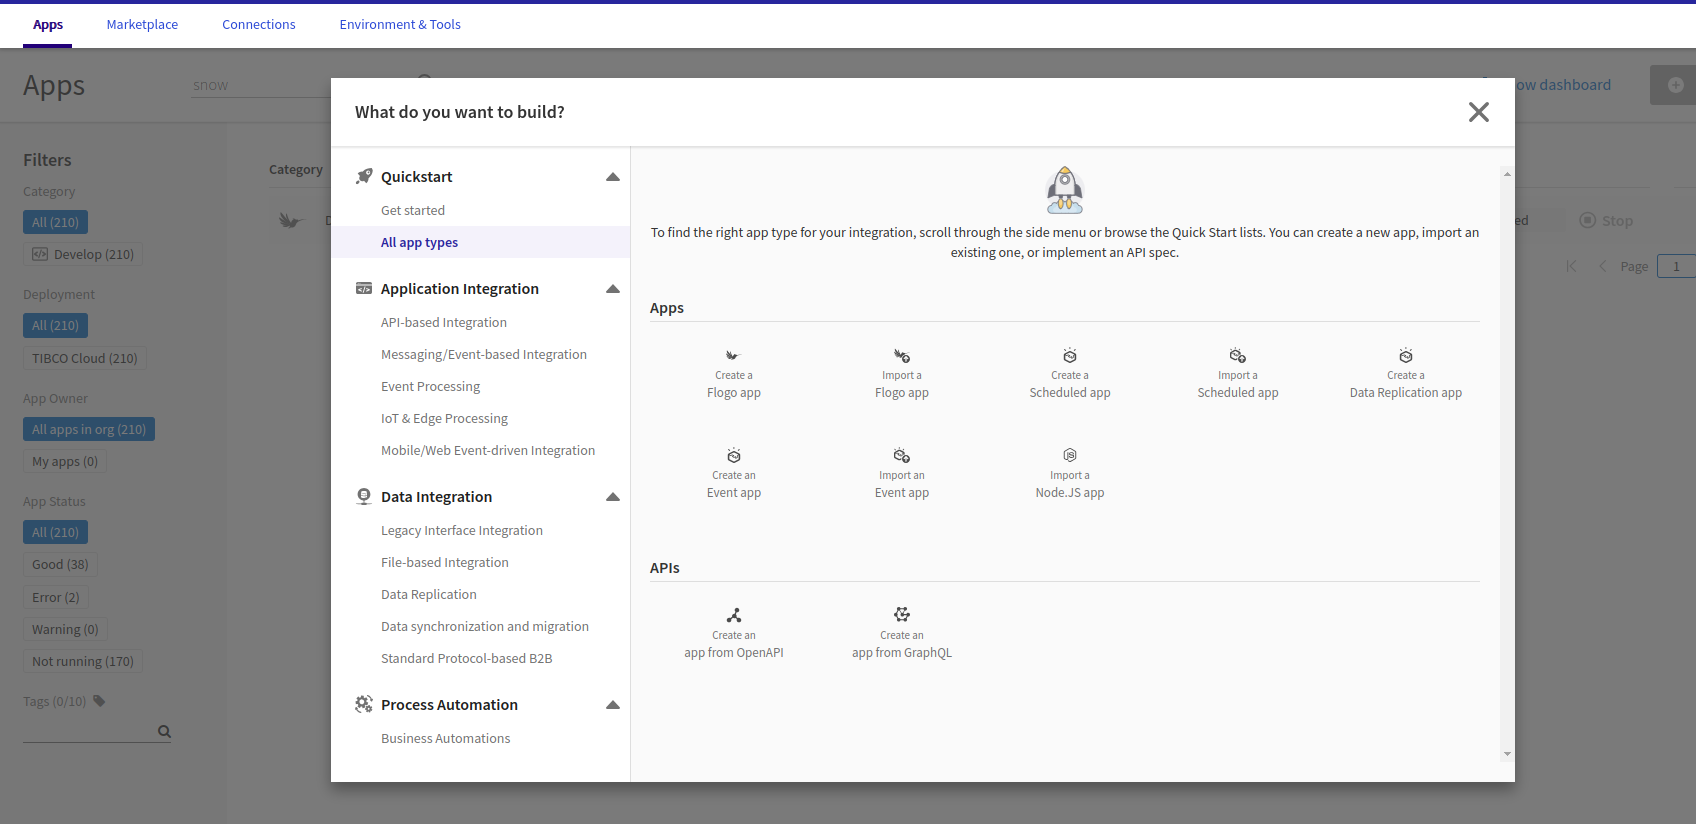 Apps
Marketplace
Connections
Environment & Tools
Apps
snow
dashboard
What do you want to build?
Filters
Category
All (210)
Develop (210)
Deployment
All (210)
TIBCO Cloud (210)
App Owner
All apps in org (210)
My apps (0)
App Status
All (210)
Good (38)
Error (2)
Warning (0)
Not running (170)
Tags (0/10)
Category
Stop
Page
1
Quickstart
Get started
All app types
Application Integration
API-based Integration
Messaging/Event-based Integration
Event Processing
IoT & Edge Processing
Mobile/Web Event-driven Integration
Data Integration
Legacy Interface Integration
File-based Integration
Data Replication
Data synchronization and migration
Standard Protocol-based B2B
Process Automation
Business Automations
To find the right app type for your integration, scroll through the side menu or browse the Quick Start lists. You can create a new app, import an
existing one, or implement an API spec.
Apps
Create a
Flogo app
Import a
Flogo app
Create a
Scheduled app
Import a
Scheduled app
Create a
Data Replication app
Create an
Event app
Import an
Event app
Import a
Node.JS app
APIs
Create an
app from OpenAPI
Create an
app from GraphQL